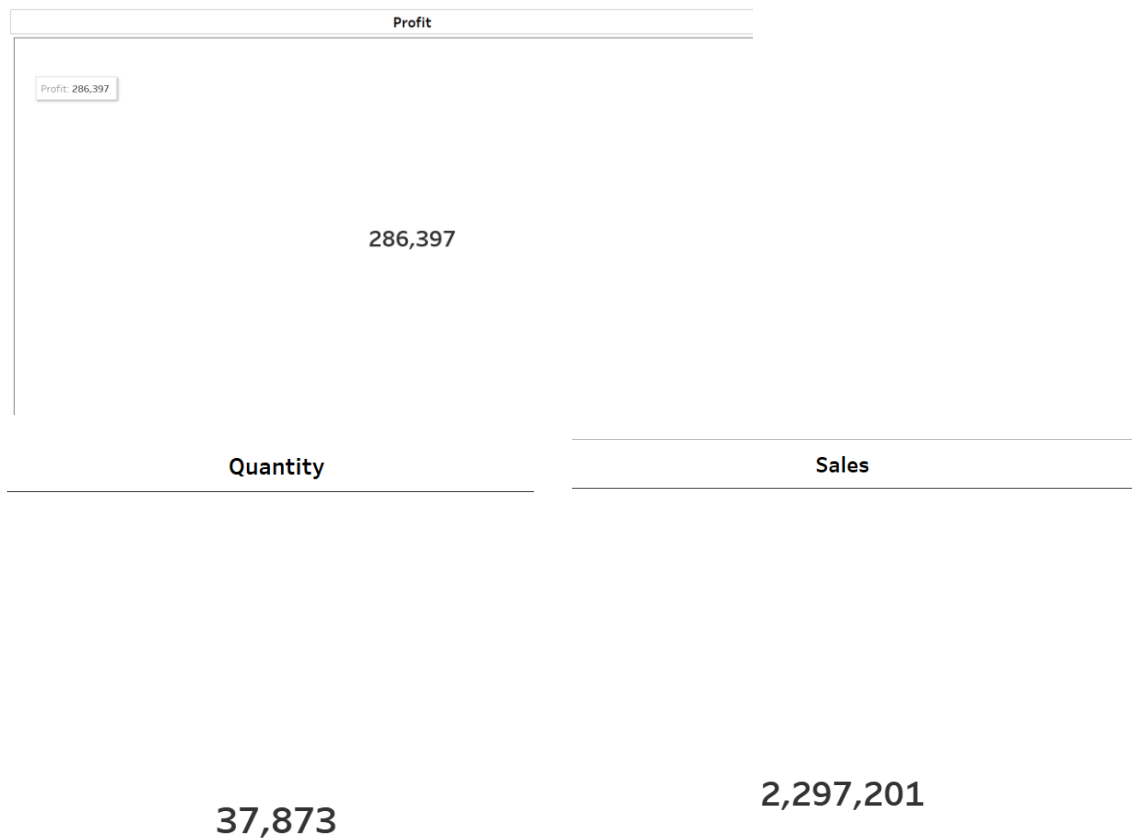 Profit
Profit: 286,397
286,397
Quantity
37,873
Sales
2,297,201